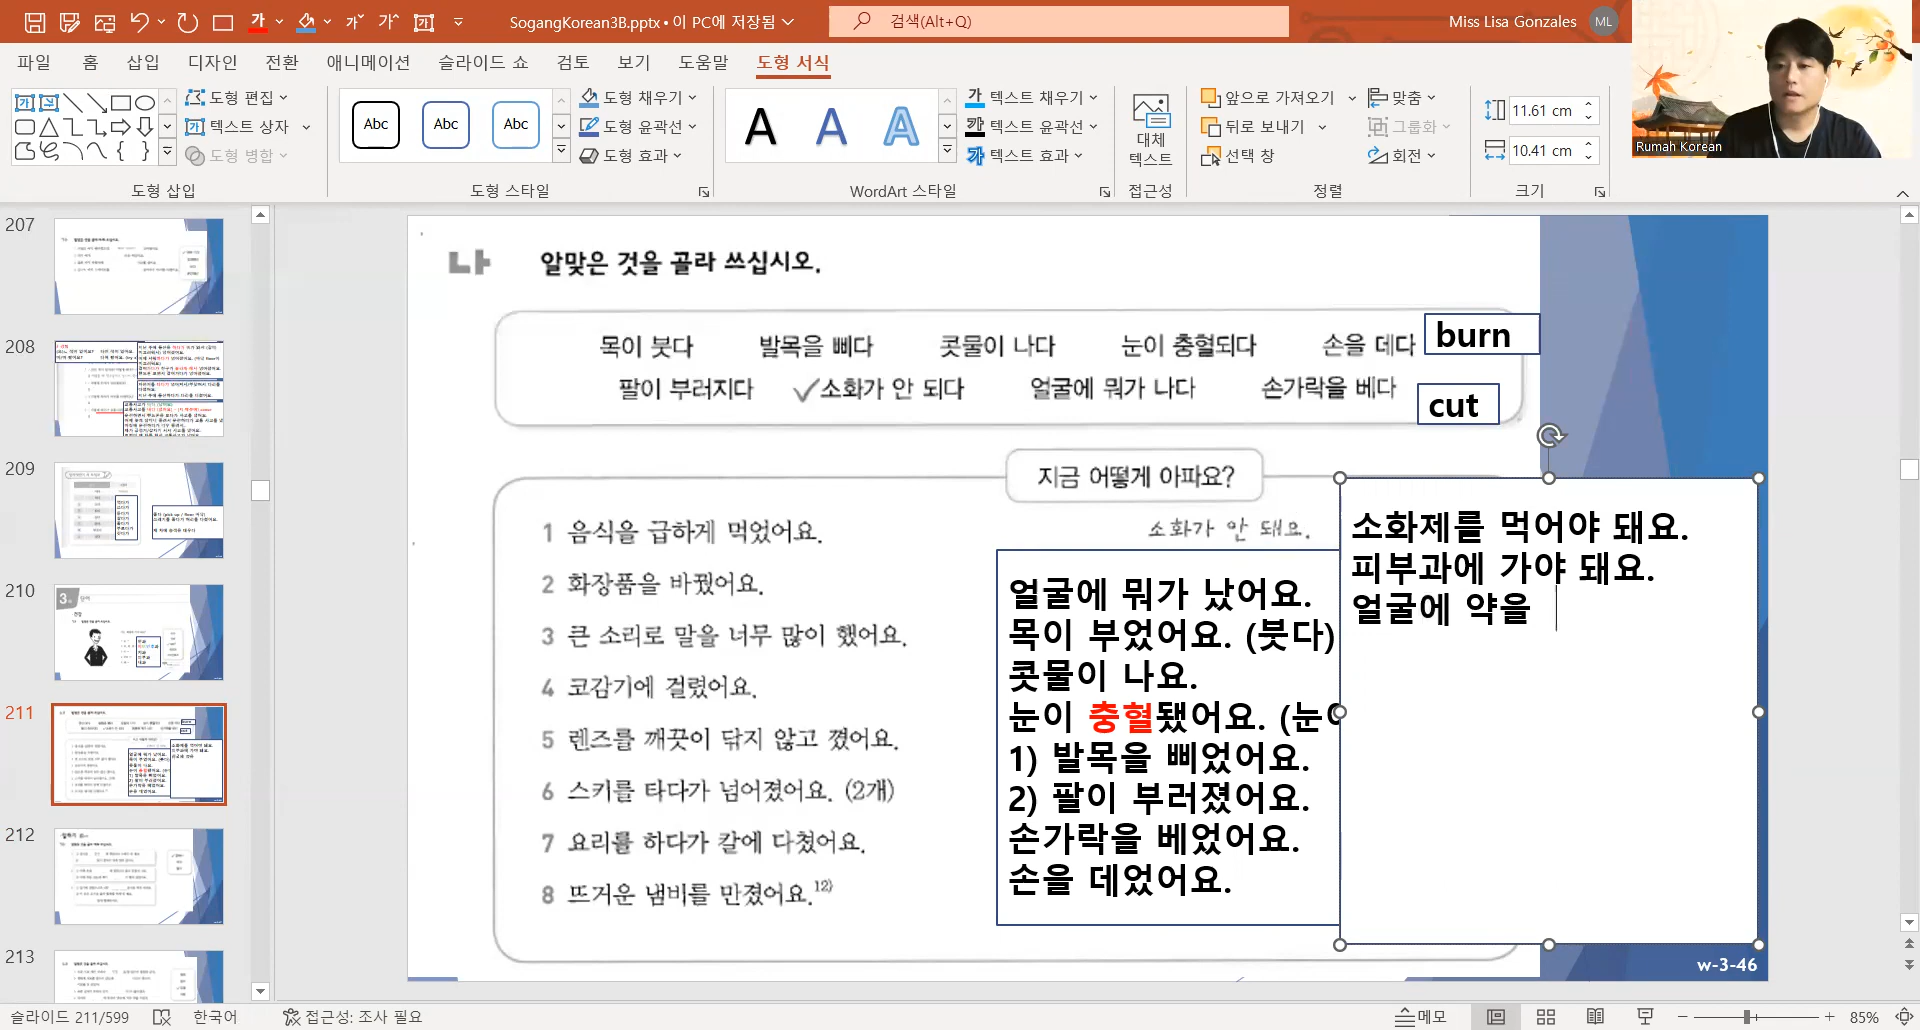 SogangKorean3B.pptx • 이 PC에 저장됨
검색(Alt+Q)
Miss Lisa Gonzales
ML
파일 홈 삽입 디자인 전환 애니메이션 슬라이드 쇼 검토 보기 도움말 도형 서식
도형 편집
텍스트 상자
도형 병합
도형 삽입
Abc Abc Abc
도형 채우기
도형 윤곽선
도형 효과
도형 스타일
A A A
텍스트 채우기
텍스트 윤곽선
텍스트 효과
WordArt 스타일
대체
텍스트
접근성
앞으로 가져오기
뒤로 보내기
선택 창
맞춤
그룹화
회전
정렬
11.61 cm
10.41 cm
크기
Rumah Korean
207
208
209
210
211
212
213
나 알맞은 것을 골라 쓰십시오.
목이 붓다 발목을 삐다 콧물이 나다 눈이 충혈되다 손을 데다 burn
팔이 부러지다 ✓소화가 안 되다 얼굴에 뭐가 나다 손가락을 베다 cut
지금 어떻게 아파요?
1 음식을 급하게 먹었어요.
소화가 안 돼요.
2 화장품을 바꿨어요.
3 큰 소리로 말을 너무 많이 했어요.
4 코감기에 걸렸어요.
5 렌즈를 깨끗이 닦지 않고 꼈어요.
6 스키를 타다가 넘어졌어요. (2개)
7 요리를 하다가 칼에 다쳤어요.
8 뜨거운 냄비를 만졌어요.12)
얼굴에 뭐가 났어요.
목이 부었어요. (붓다)
콧물이 나요.
눈이 충혈됐어요. (눈이
1) 발목을 삐었어요.
2) 팔이 부러졌어요.
손가락을 베었어요.
손을 데었어요.
소화제를 먹어야 돼요.
피부과에 가야 돼요.
얼굴에 약을
w-3-46
슬라이드 211/599
한국어
접근성: 조사 필요
메모
85%